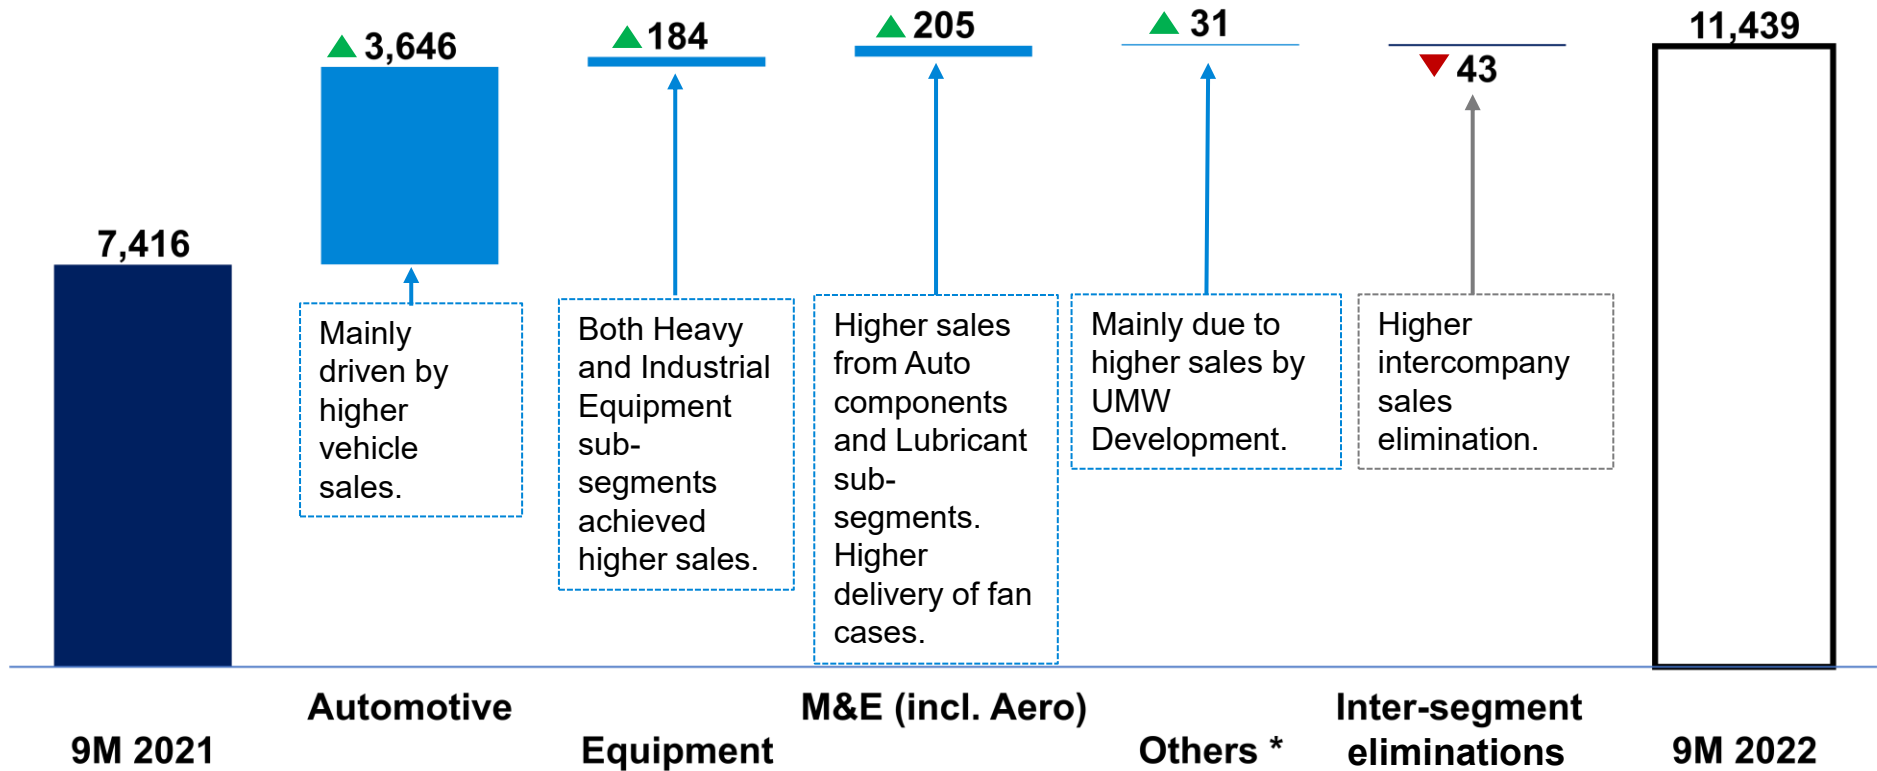 7,416
3,646
184
205
31
43
11,439
Mainly
driven by
higher
vehicle
sales.
Both Heavy
and Industrial
Equipment
sub-
segments
achieved
higher sales.
Higher sales
from Auto
components
and Lubricant
sub-
segments.
Higher
delivery of fan
cases.
Mainly due to
higher sales by
UMW
Development.
Higher
intercompany
sales
elimination.
9M 2021
Automotive
Equipment
M&E (incl. Aero)
Others *
Inter-segment
eliminations
9M 2022